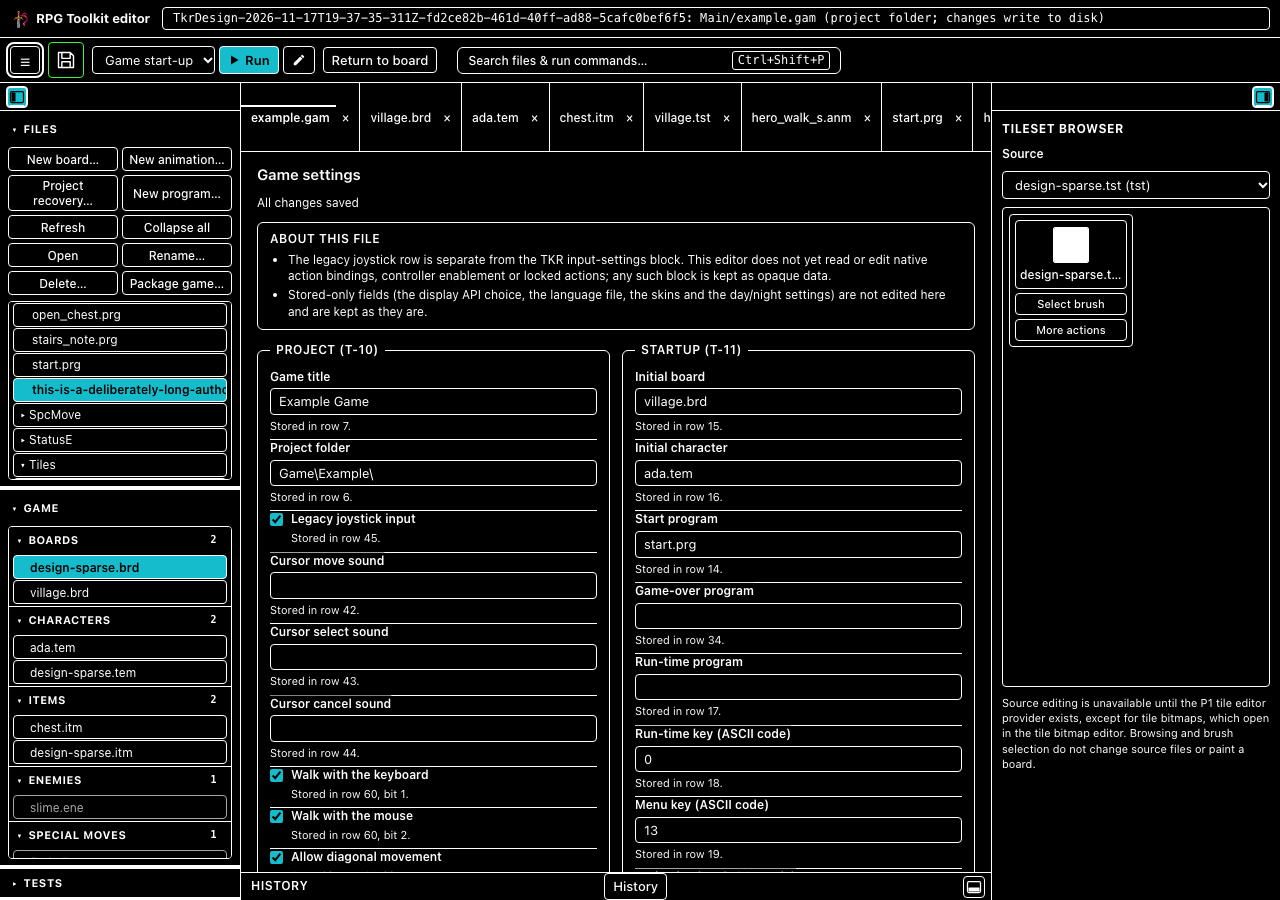 RPG Toolkit editor
TkrDesign-2026-11-17T19-37-35-311Z-fd2ce82b-461d-40ff-ad88-5cafc0bef6f5: Main/example.gam (project folder; changes write to disk)
Game start-up
Run
Return to board
Search files & run commands...
Ctrl+Shift+P
FILES
New board...
New animation...
Project recovery...
New program...
Refresh
Collapse all
Open
Rename...
Delete...
Package game...
open_chest.prg
stairs_note.prg
start.prg
this-is-a-deliberately-long-autho
SpcMove
StatusE
Tiles
GAME
BOARDS 2
design-sparse.brd
village.brd
CHARACTERS 2
ada.tem
design-sparse.tem
ITEMS 2
chest.itm
design-sparse.itm
ENEMIES 1
slime.ene
SPECIAL MOVES 1
TESTS
example.gam ×
village.brd ×
ada.tem ×
chest.itm ×
village.tst ×
hero_walk_s.anm ×
start.prg ×
Game settings
All changes saved
ABOUT THIS FILE
• The legacy joystick row is separate from the TKR input-settings block. This editor does not yet read or edit native
action bindings, controller enablement or locked actions; any such block is kept as opaque data.
• Stored-only fields (the display API choice, the language file, the skins and the day/night settings) are not edited here
and are kept as they are.
PROJECT (T-10)
Game title
Example Game
Stored in row 7.
Project folder
Game\Example\
Stored in row 6.
Legacy joystick input
Stored in row 45.
Cursor move sound
Stored in row 42.
Cursor select sound
Stored in row 43.
Cursor cancel sound
Stored in row 44.
Walk with the keyboard
Stored in row 60, bit 1.
Walk with the mouse
Stored in row 60, bit 2.
Allow diagonal movement
STARTUP (T-11)
Initial board
village.brd
Stored in row 15.
Initial character
ada.tem
Stored in row 16.
Start program
start.prg
Stored in row 14.
Game-over program
Stored in row 34.
Run-time program
Stored in row 17.
Run-time key (ASCII code)
0
Stored in row 18.
Menu key (ASCII code)
13
Stored in row 19.
HISTORY
History
TILESET BROWSER
Source
design-sparse.tst (tst)
design-sparse.t...
Select brush
More actions
Source editing is unavailable until the P1 tile editor
provider exists, except for tile bitmaps, which open
in the tile bitmap editor. Browsing and brush
selection do not change source files or paint a
board.